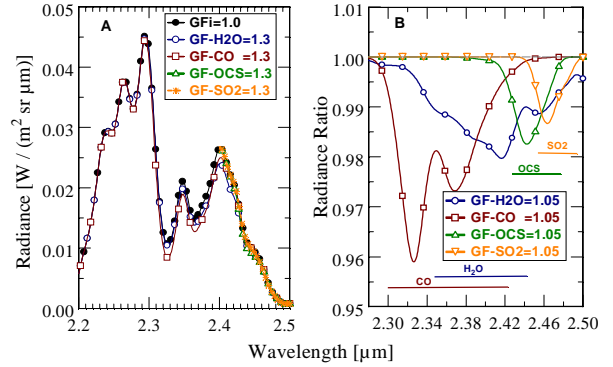 A
GFi=1.0
GF-H2O=1.3
GF-CO =1.3
GF-OCS=1.3
GF-SO2=1.3
Radiance [W / (m² sr µm)]
0.05
0.04
0.03
0.02
0.01
0.00
2.2 2.3 2.4 2.5
B
Radiance Ratio
1.00
0.99
0.98
0.97
0.96
0.95
SO2
OCS
GF-H2O=1.05
GF-CO =1.05
GF-OCS=1.05
GF-SO2=1.05
H₂O
CO
2.30 2.34 2.38 2.42 2.46 2.50
Wavelength [µm]